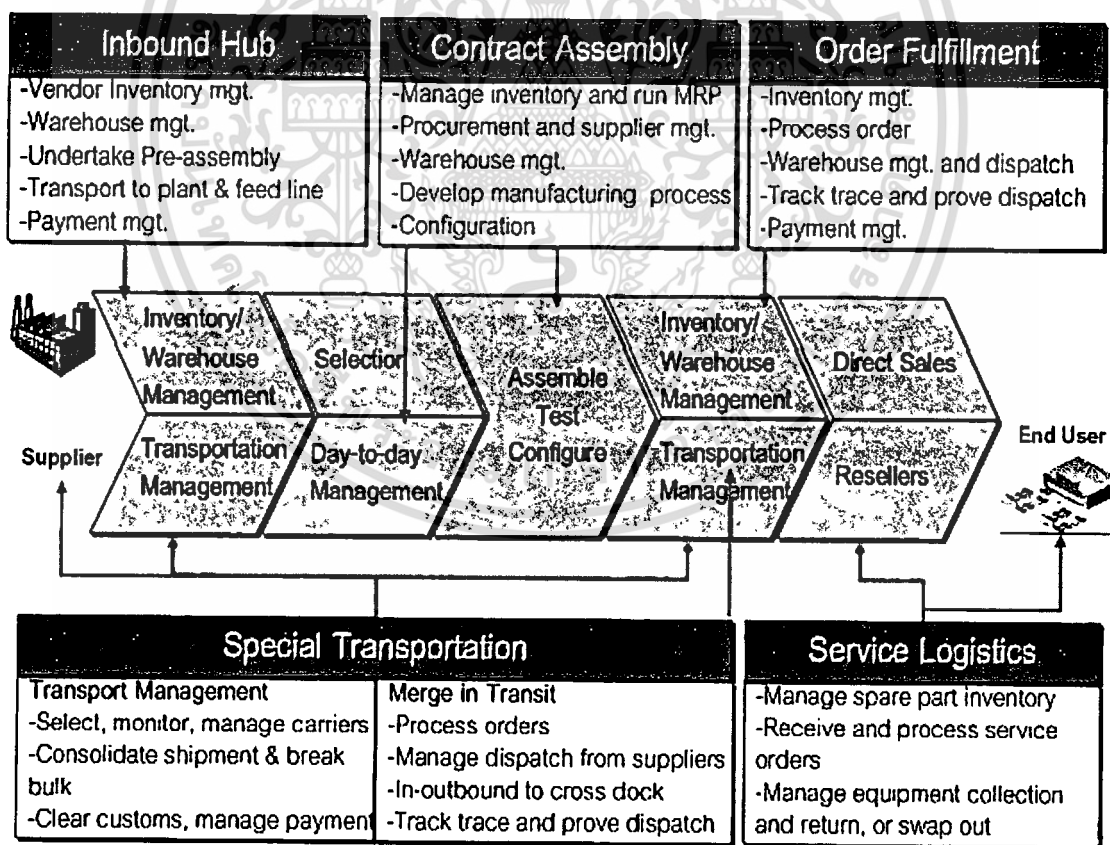 Inbound Hub
-Vendor Inventory mgt.
-Warehouse mgt.
-Undertake Pre-assembly
-Transport to plant & feed line
-Payment mgt.
Contract Assembly
-Manage inventory and run MRP
-Procurement and supplier mgt.
-Warehouse mgt.
-Develop manufacturing process
-Configuration
Order Fulfillment
-Inventory mgt.
-Process order
-Warehouse mgt. and dispatch
-Track trace and prove dispatch
-Payment mgt.
Supplier
Inventory/
Warehouse
Management
Transportation
Management
Selection
Day-to-day
Management
Assemble
Test
Configure
Inventory/
Warehouse
Management
Transportation
Management
Direct Sales
Resellers
End User
Special Transportation
Transport Management
-Select, monitor, manage carriers
-Consolidate shipment & break
bulk
-Clear customs, manage payment
Merge in Transit
-Process orders
-Manage dispatch from suppliers
-In-outbound to cross dock
-Track trace and prove dispatch
Service Logistics
-Manage spare part inventory
-Receive and process service
orders
-Manage equipment collection
and return, or swap out